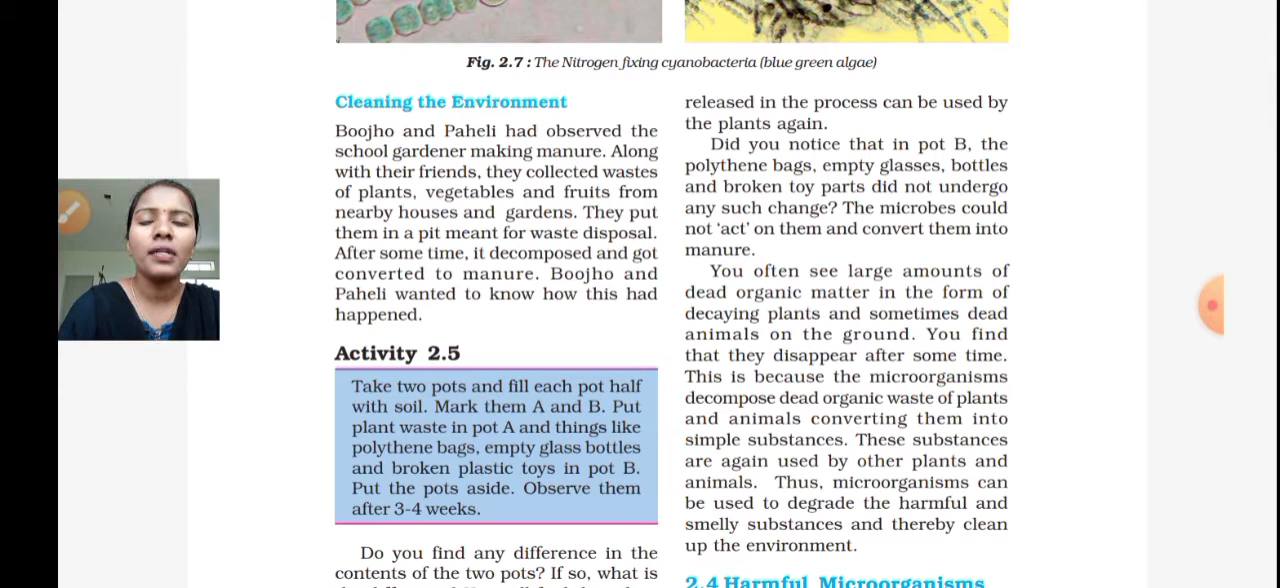 Fig. 2.7 : The Nitrogen fixing cyanobacteria (blue green algae)
Cleaning the Environment
Boojho and Paheli had observed the
school gardener making manure. Along
with their friends, they collected wastes
of plants, vegetables and fruits from
nearby houses and gardens. They put
them in a pit meant for waste disposal.
After some time, it decomposed and got
converted to manure. Boojho and
Paheli wanted to know how this had
happened.
Activity 2.5
Take two pots and fill each pot half
with soil. Mark them A and B. Put
plant waste in pot A and things like
polythene bags, empty glass bottles
and broken plastic toys in pot B.
Put the pots aside. Observe them
after 3-4 weeks.
Do you find any difference in the
contents of the two pots? If so, what is
released in the process can be used by
the plants again.
Did you notice that in pot B, the
polythene bags, empty glasses, bottles
and broken toy parts did not undergo
any such change? The microbes could
not 'act' on them and convert them into
manure.
You often see large amounts of
dead organic matter in the form of
decaying plants and sometimes dead
animals on the ground. You find
that they disappear after some time.
This is because the microorganisms
decompose dead organic waste of plants
and animals converting them into
simple substances. These substances
are again used by other plants and
animals. Thus, microorganisms can
be used to degrade the harmful and
smelly substances and thereby clean
up the environment.
2.4 Harmful Microorganisms